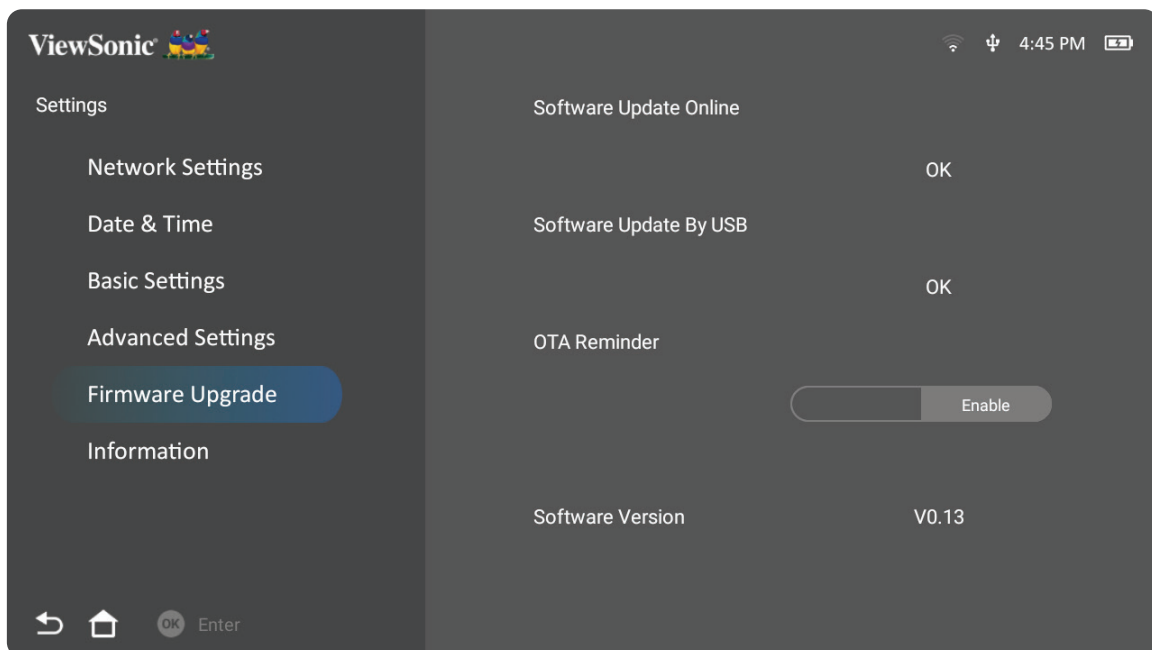 ViewSonic
4:45 PM
Settings
Network Settings
Date & Time
Basic Settings
Advanced Settings
Firmware Upgrade
Information
OK Enter
Software Update Online
OK
Software Update By USB
OK
OTA Reminder
Enable
Software Version V0.13